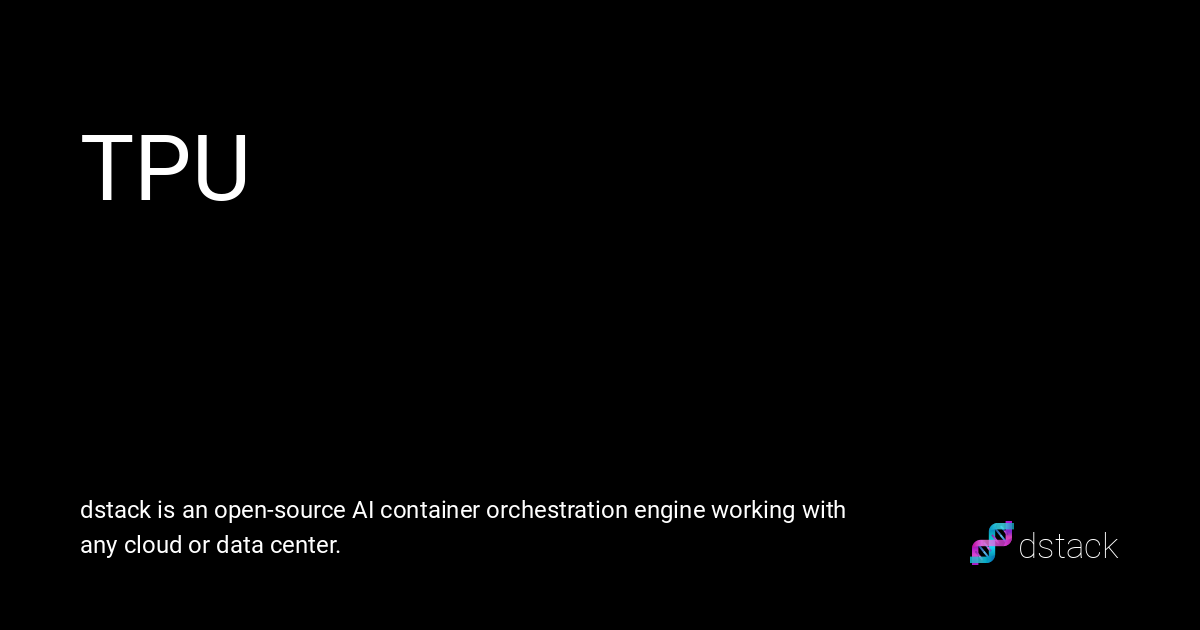 TPU
dstack is an open-source AI container orchestration engine working with
any cloud or data center.
dstack